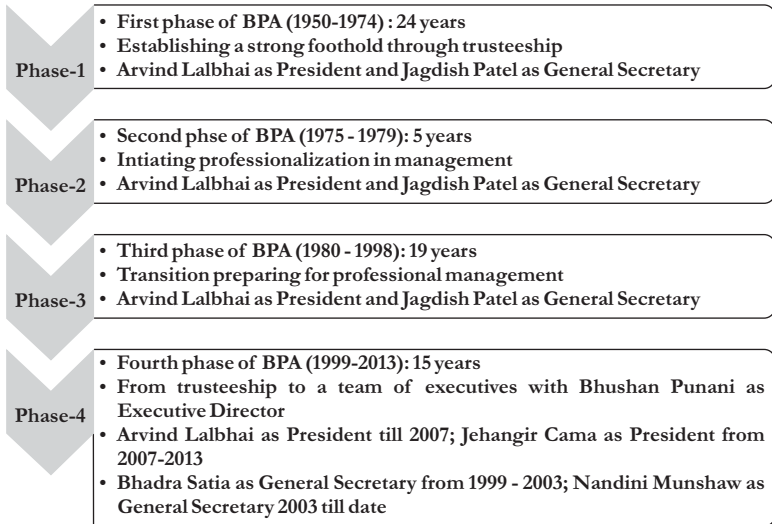 Phase-1
• First phase of BPA (1950-1974) : 24 years
• Establishing a strong foothold through trusteeship
• Arvind Lalbhai as President and Jagdish Patel as General Secretary
Phase-2
• Second phse of BPA (1975 - 1979): 5 years
• Intiating professionalization in management
• Arvind Lalbhai as President and Jagdish Patel as General Secretary
Phase-3
• Third phase of BPA (1980 - 1998): 19 years
• Transition preparing for professional management
• Arvind Lalbhai as President and Jagdish Patel as General Secretary
Phase-4
• Fourth phase of BPA (1999-2013): 15 years
• From trusteeship to a team of executives with Bhushan Punani as
Executive Director
• Arvind Lalbhai as President till 2007; Jehangir Cama as President from
2007-2013
• Bhadra Satia as General Secretary from 1999 - 2003; Nandini Munshaw as
General Secretary 2003 till date